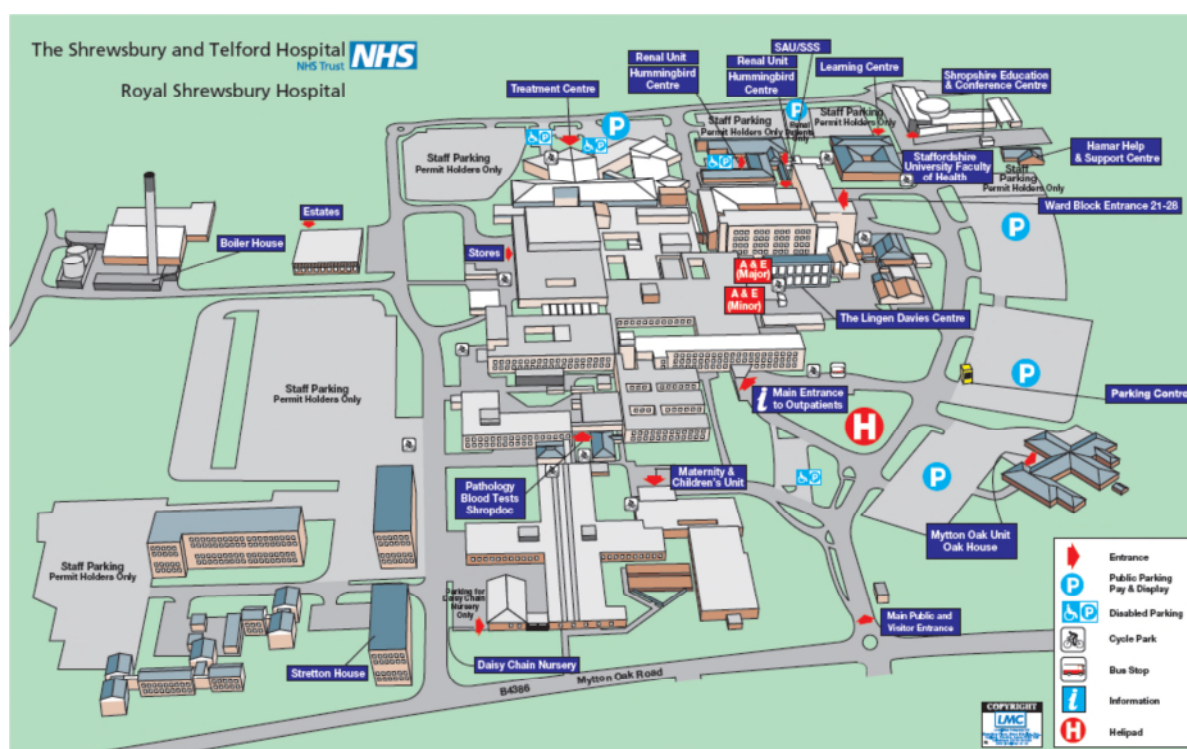 The Shrewsbury and Telford Hospital NHS
NHS Trust
Royal Shrewsbury Hospital
Treatment Centre
Renal Unit
Hummingbird
Centre
SAU/SSS
Renal Unit
Hummingbird
Centre
Learning Centre
Shropshire Education
& Conference Centre
Hamar Help
& Support Centre
Staffordshire
University Faculty
of Health
Ward Block Entrance 21-28
Staff Parking
Permit Holders Only
Staff Parking
Permit Holders Only
Staff Parking
Permit Holders Only
Staff Parking
Permit Holders Only
P
P
P
P
P
P
P
P
P
Estates
Boiler House
Stores
A & E
(Major)
A & E
(Minor)
The Lingen Davies Centre
Staff Parking
Permit Holders Only
i
Main Entrance
to Outpatients
H
Parking Centre
Pathology
Blood Tests
Shropdoc
Maternity &
Children's Unit
Mytton Oak Unit
Oak House
Staff Parking
Permit Holders Only
Parking for
Daisy Chain
Nursery
Only
Main Public and
Visitor Entrance
Stretton House
Daisy Chain Nursery
B4386
Mytton Oak Road
Entrance
P
Public Parking
Pay & Display
P
Disabled Parking
Cycle Park
Bus Stop
i
Information
H
Helipad
COPYRIGHT
LMC